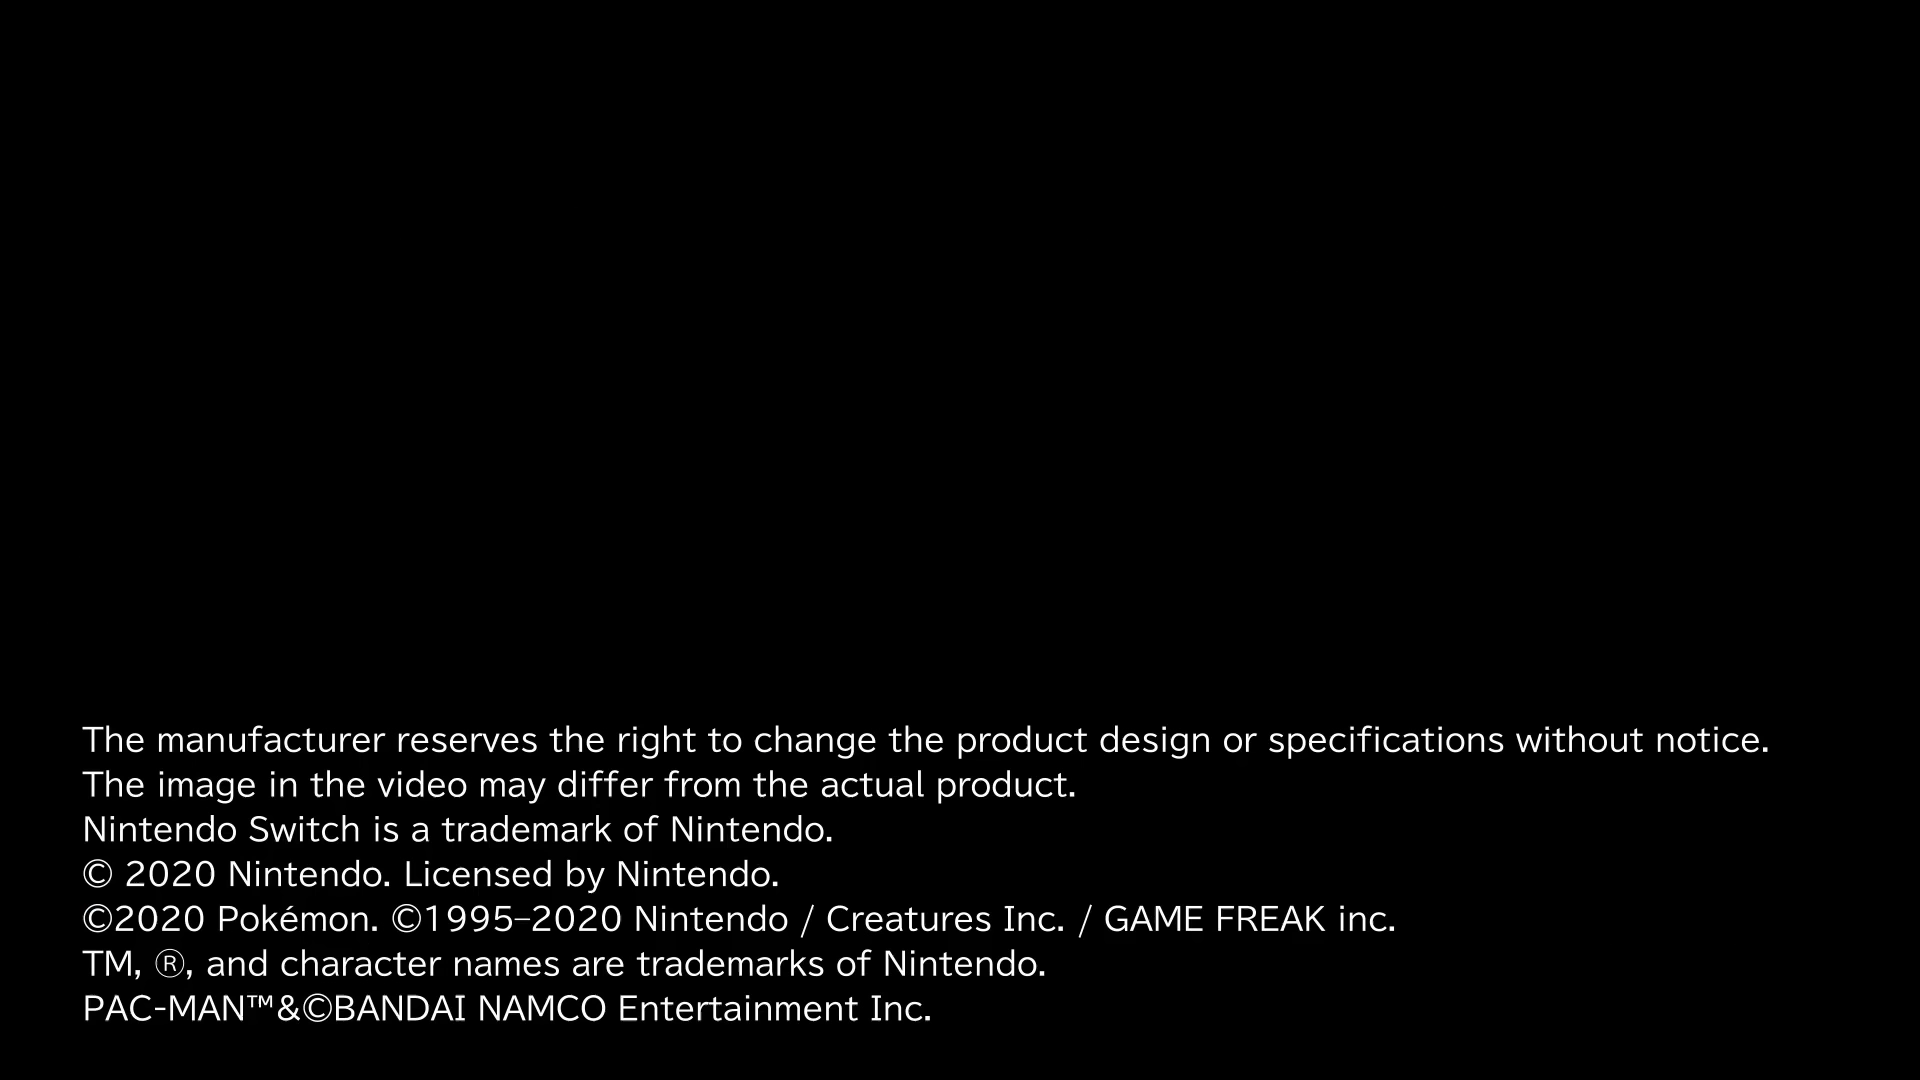 The manufacturer reserves the right to change the product design or specifications without notice.
The image in the video may differ from the actual product.
Nintendo Switch is a trademark of Nintendo.
© 2020 Nintendo. Licensed by Nintendo.
©2020 Pokémon. ©1995–2020 Nintendo / Creatures Inc. / GAME FREAK inc.
TM, ®, and character names are trademarks of Nintendo.
PAC-MAN™&©BANDAI NAMCO Entertainment Inc.